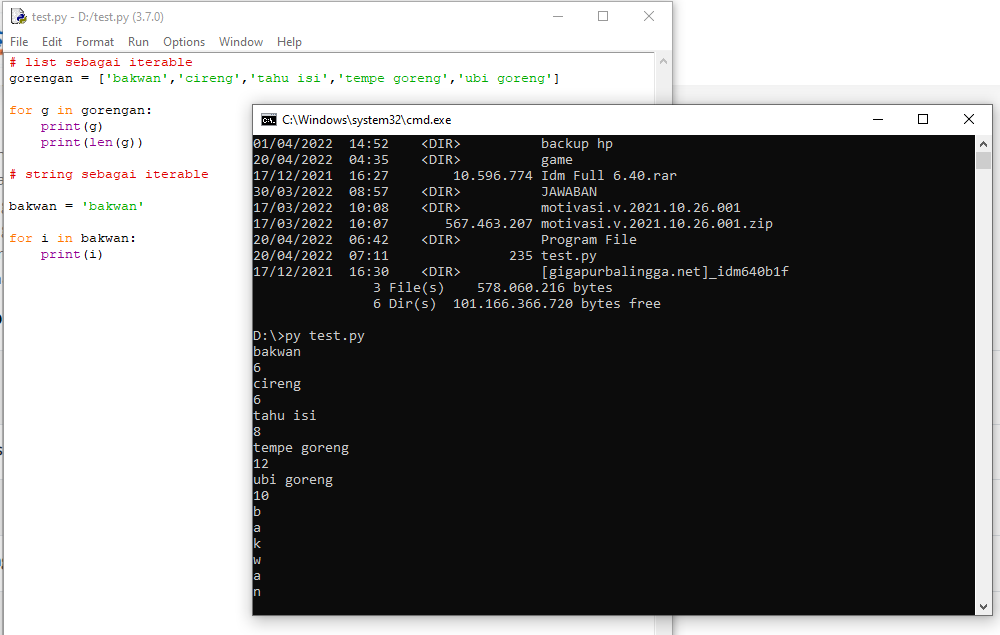 test.py - D:/test.py (3.7.0)
File Edit Format Run Options Window Help
# list sebagai iterable
gorengan = ['bakwan','cireng','tahu isi','tempe goreng','ubi goreng']
for g in gorengan:
    print(g)
    print(len(g))
# string sebagai iterable
bakwan = 'bakwan'
for i in bakwan:
    print(i)
C:\Windows\system32\cmd.exe
01/04/2022  14:52    <DIR>          backup hp
20/04/2022  04:35    <DIR>          game
17/12/2021  16:27        10.596.774 Idm Full 6.40.rar
30/03/2022  08:57    <DIR>          JAWABAN
17/03/2022  10:08    <DIR>          motivasi.v.2021.10.26.001
17/03/2022  10:07       567.463.207 motivasi.v.2021.10.26.001.zip
20/04/2022  06:42    <DIR>          Program File
20/04/2022  07:11               235 test.py
17/12/2021  16:30    <DIR>          [gigapurbalingga.net]_idm640b1f
               3 File(s)    578.060.216 bytes
               6 Dir(s)  101.166.366.720 bytes free
D:\>py test.py
bakwan
6
cireng
6
tahu isi
8
tempe goreng
12
ubi goreng
10
b
a
k
w
a
n